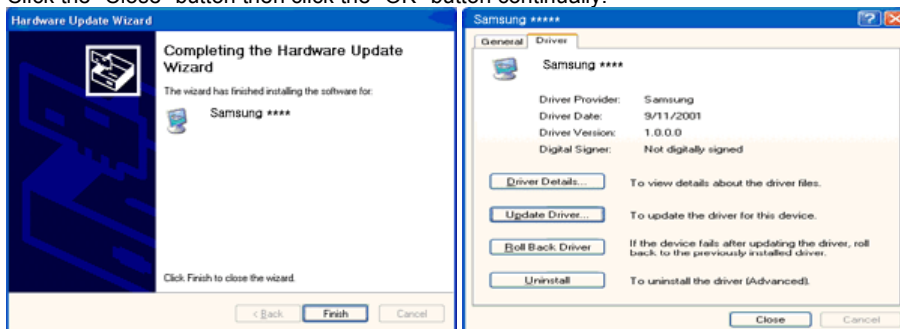 Click the "Close" button then click the "OK" button continually.
Hardware Update Wizard
Completing the Hardware Update
Wizard
The wizard has finished installing the software for:
Samsung ****
Click Finish to close the wizard.
< Back
Finish
Cancel
Samsung *****
General
Driver
Samsung ****
Driver Provider: Samsung
Driver Date: 9/11/2001
Driver Version: 1.0.0.0
Digital Signer: Not digitally signed
Driver Details... To view details about the driver files.
Update Driver... To update the driver for this device.
Roll Back Driver If the device fails after updating the driver, roll
back to the previously installed driver.
Uninstall To uninstall the driver (Advanced).
Close
Cancel